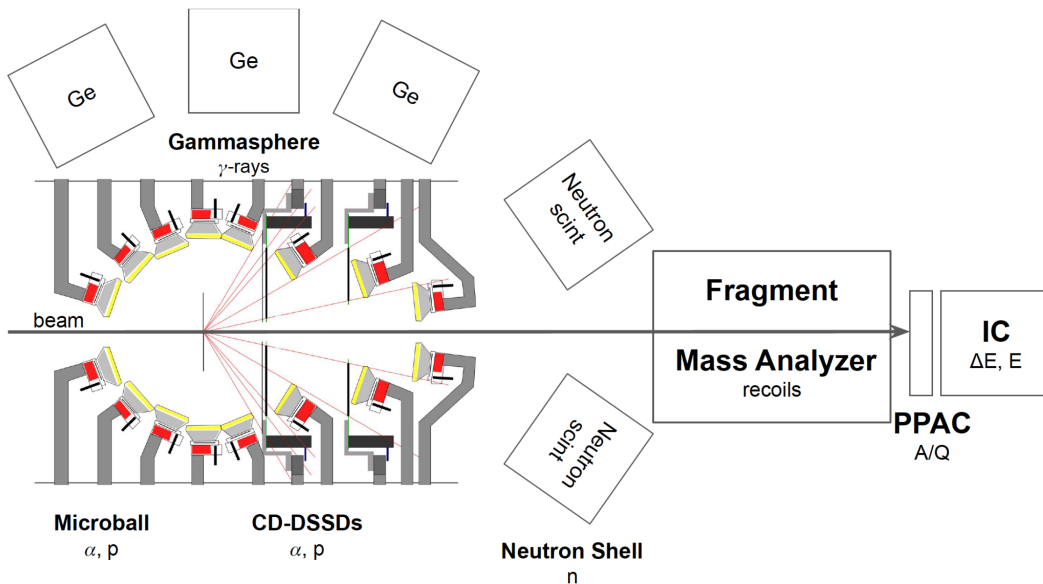 Ge
Ge
Ge
Gammasphere
γ-rays
Neutron
scint
beam
Fragment
Mass Analyzer
recoils
IC
ΔE, E
PPAC
A/Q
Neutron
scint
Microball
α, p
CD-DSSDs
α, p
Neutron Shell
n